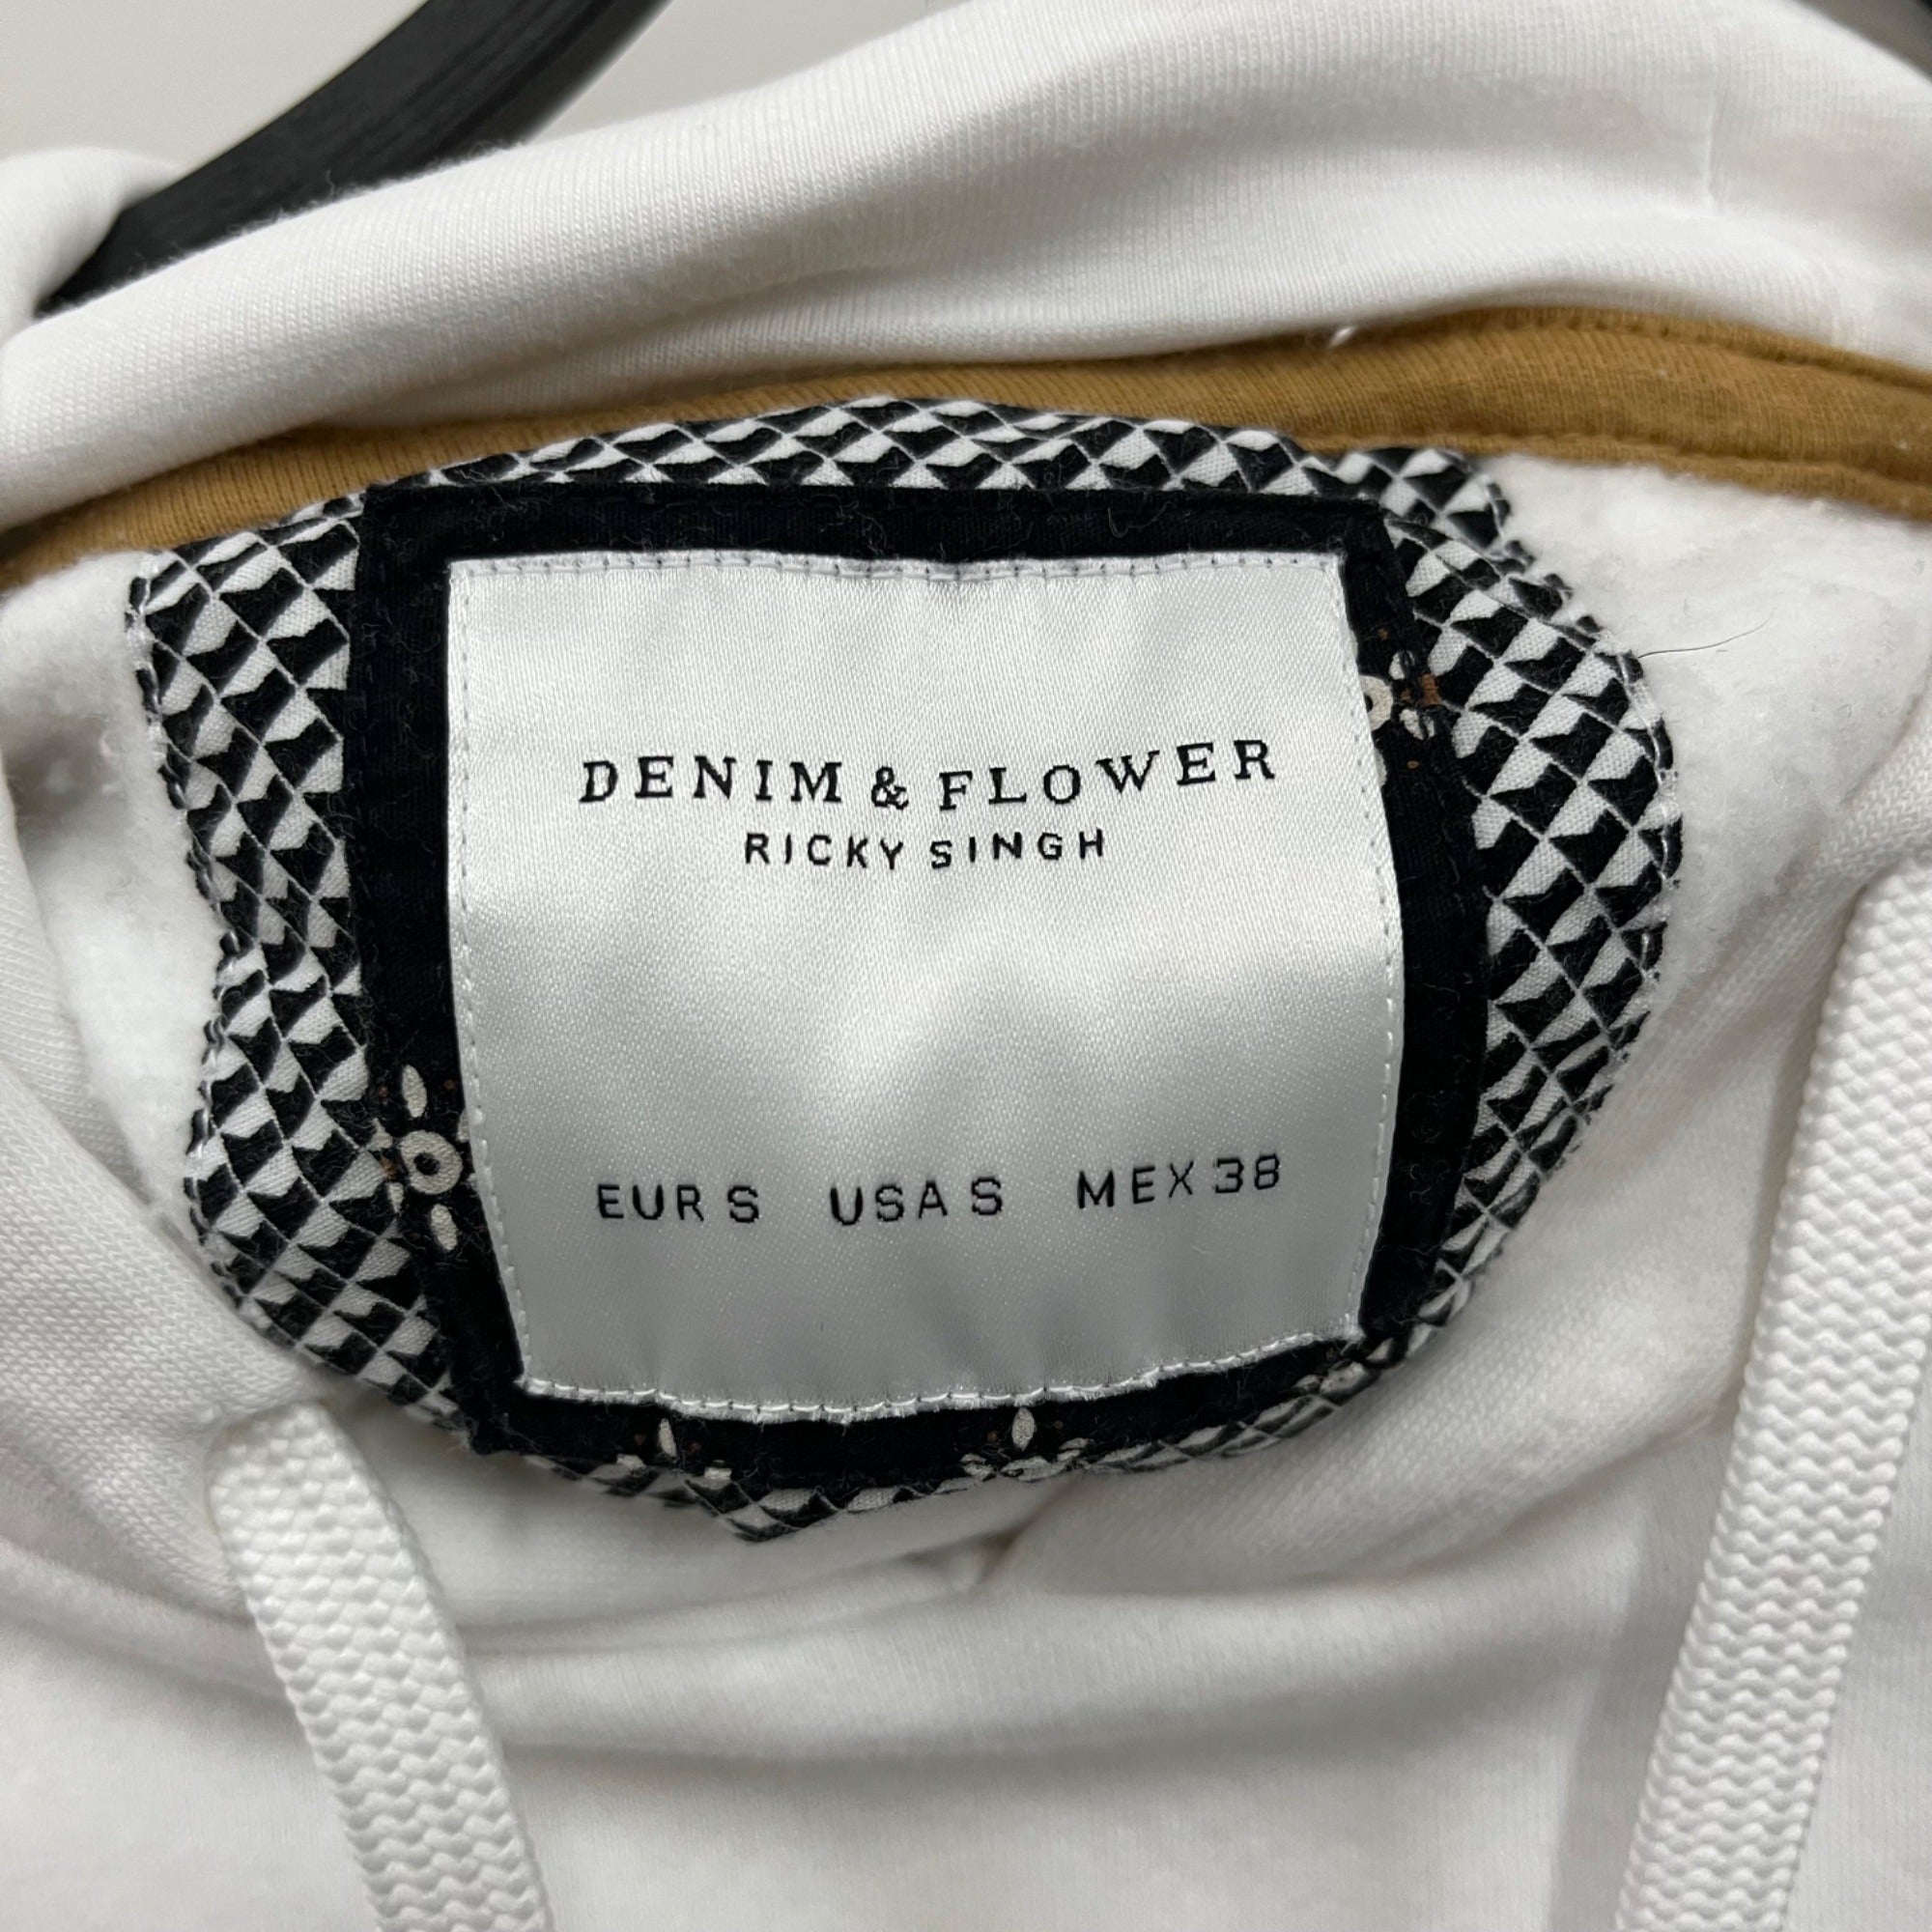 DENIM & FLOWER
RICKY SINGH
EUR S USA S MEX 38